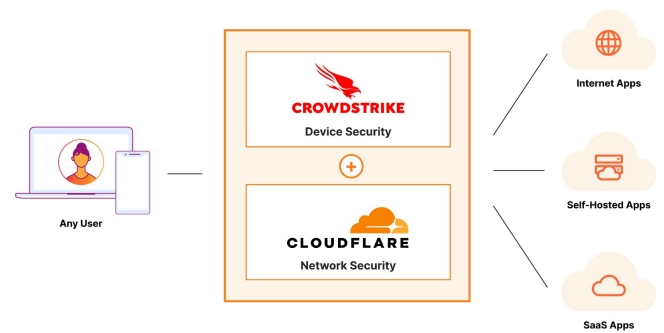 Any User
CROWDSTRIKE
Device Security
+
CLOUDFLARE
Network Security
Internet Apps
Self-Hosted Apps
SaaS Apps